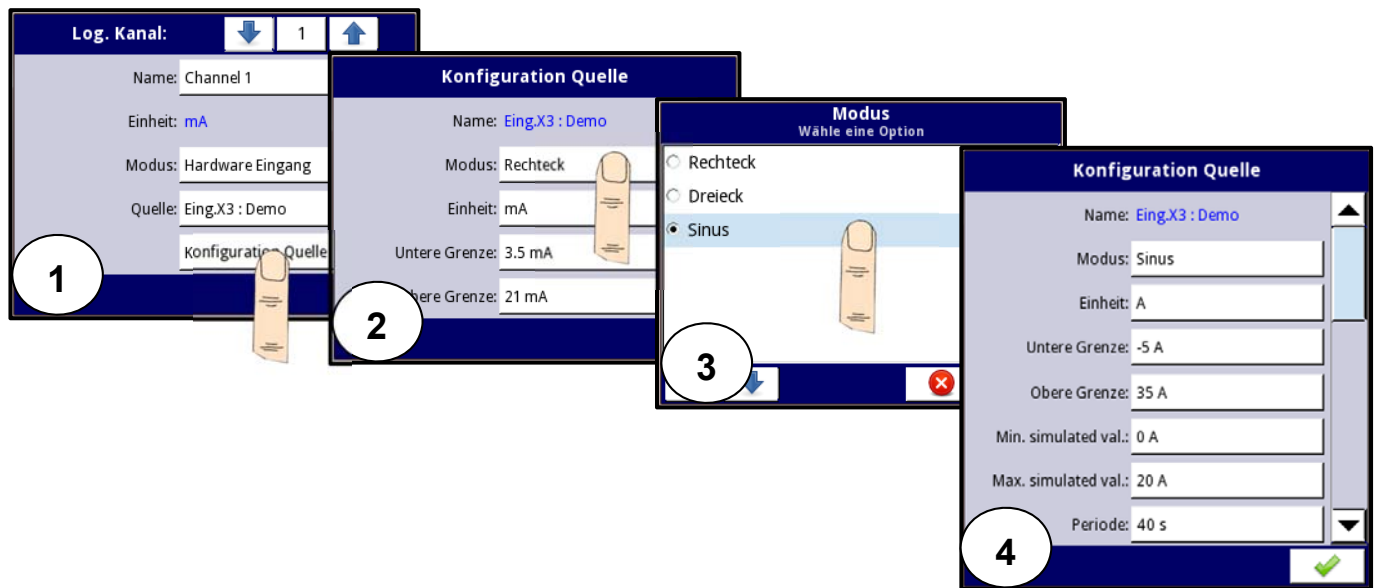 Log. Kanal: 1
Name: Channel 1
Einheit: mA
Modus: Hardware Eingang
Quelle: Eing.X3 : Demo
Konfiguration Quelle
1
Konfiguration Quelle
Name: Eing.X3 : Demo
Modus: Rechteck
Einheit: mA
Untere Grenze: 3.5 mA
bere Grenze: 21 mA
2
Modus
Wähle eine Option
Rechteck
Dreieck
Sinus
3
Konfiguration Quelle
Name: Eing.X3 : Demo
Modus: Sinus
Einheit: A
Untere Grenze: -5 A
Obere Grenze: 35 A
Min. simulated val.: 0 A
Max. simulated val.: 20 A
Periode: 40 s
4